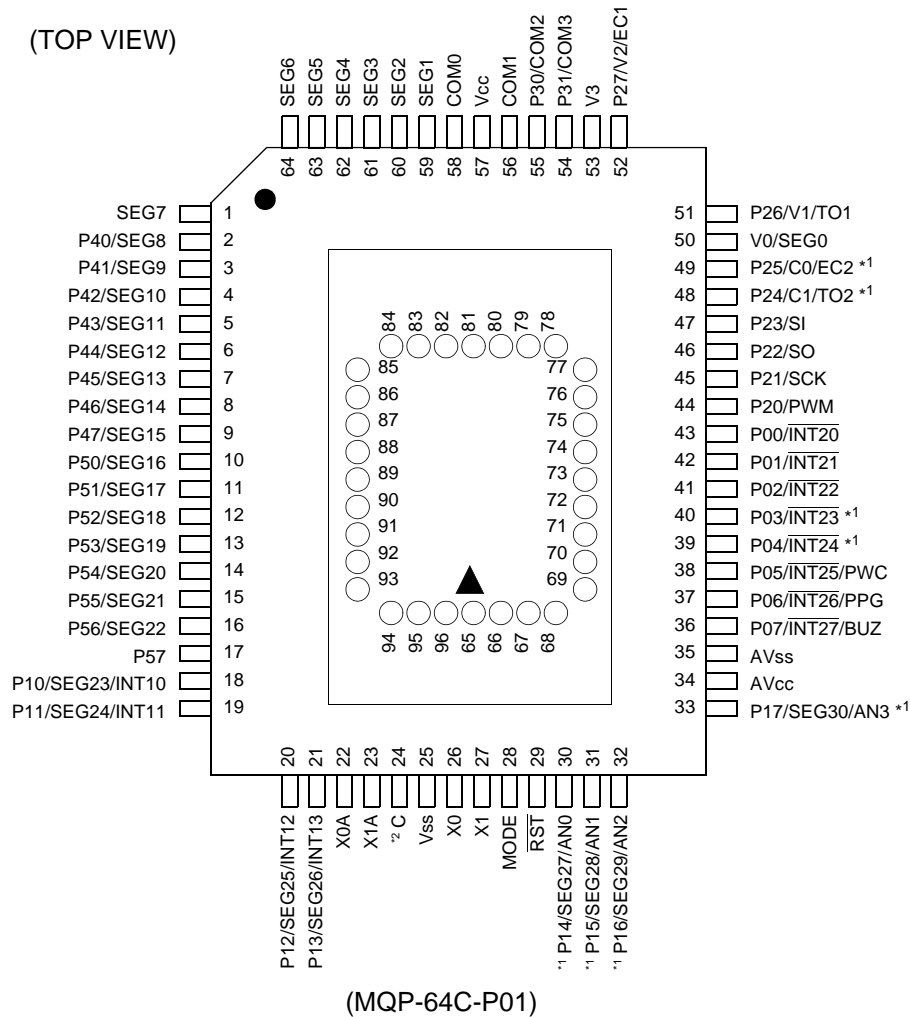 (TOP VIEW)
SEG6
SEG5
SEG4
SEG3
SEG2
SEG1
COM0
Vcc
COM1
P30/COM2
P31/COM3
V3
P27/V2/EC1
64
63
62
61
60
59
58
57
56
55
54
53
52
SEG7 1
P40/SEG8 2
P41/SEG9 3
P42/SEG10 4
P43/SEG11 5
P44/SEG12 6
P45/SEG13 7
P46/SEG14 8
P47/SEG15 9
P50/SEG16 10
P51/SEG17 11
P52/SEG18 12
P53/SEG19 13
P54/SEG20 14
P55/SEG21 15
P56/SEG22 16
P57 17
P10/SEG23/INT10 18
P11/SEG24/INT11 19
84
83
82
81
80
79
78
85
86
87
88
89
90
91
92
93
77
76
75
74
73
72
71
70
69
94
95
96
65
66
67
68
51 P26/V1/TO1
50 V0/SEG0
49 P25/C0/EC2 *1
48 P24/C1/TO2 *1
47 P23/SI
46 P22/SO
45 P21/SCK
44 P20/PWM
43 P00/INT20
42 P01/INT21
41 P02/INT22
40 P03/INT23 *1
39 P04/INT24 *1
38 P05/INT25/PWC
37 P06/INT26/PPG
36 P07/INT27/BUZ
35 AVss
34 AVcc
33 P17/SEG30/AN3 *1
20
21
22
23
24
25
26
27
28
29
30
31
32
P12/SEG25/INT12
P13/SEG26/INT13
X0A
X1A
*2 C
Vss
X0
X1
MODE
RST
*1 P14/SEG27/AN0
*1 P15/SEG28/AN1
*1 P16/SEG29/AN2
(MQP-64C-P01)